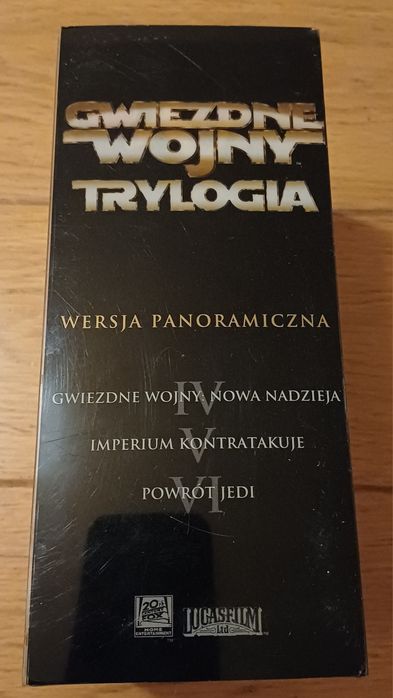 GWIEZDNE
WOJNY
TRYLOGIA
WERSJA PANORAMICZNA
IV
GWIEZDNE WOJNY: NOWA NADZIEJA
V
IMPERIUM KONTRATAKUJE
VI
POWRÓT JEDI
20th
CENTURY
FOX
HOME
ENTERTAINMENT
TM
LUCASFILM
Ltd